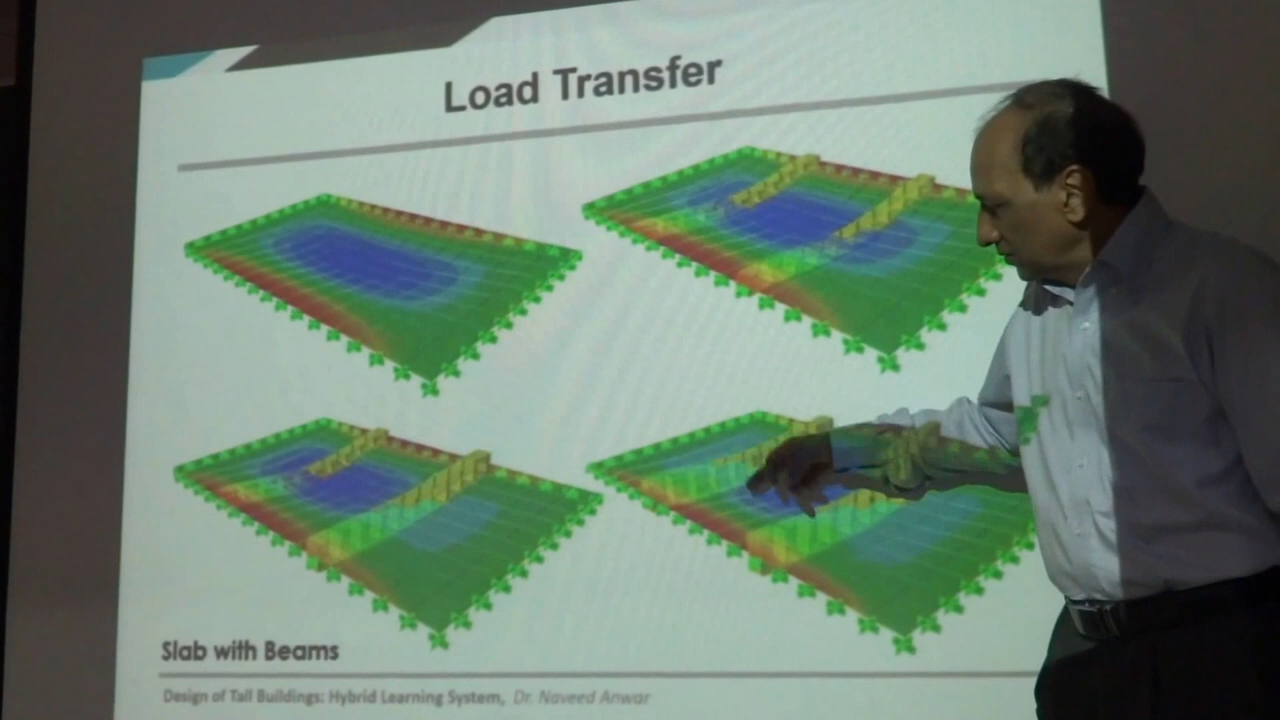 Load Transfer
Slab with Beams
Design of Tall Buildings: Hybrid Learning System, Dr. Naveed Anwar